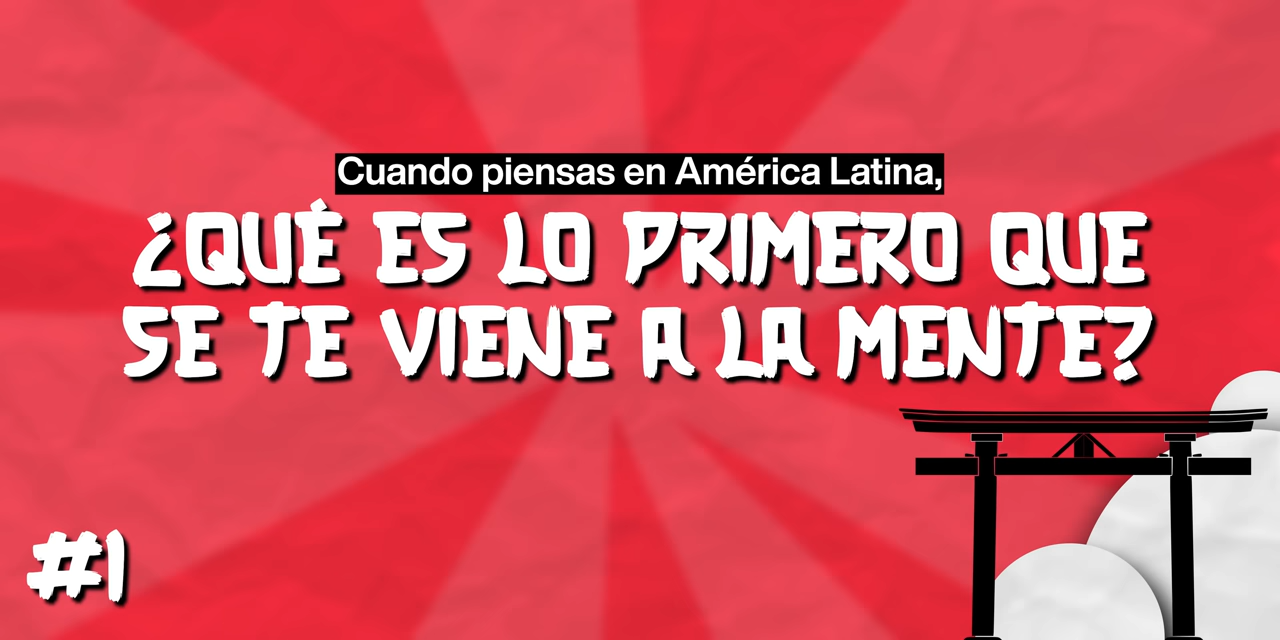 Cuando piensas en América Latina,
¿QUÉ ES LO PRIMERO QUE
SE TE VIENE A LA MENTE?
#1